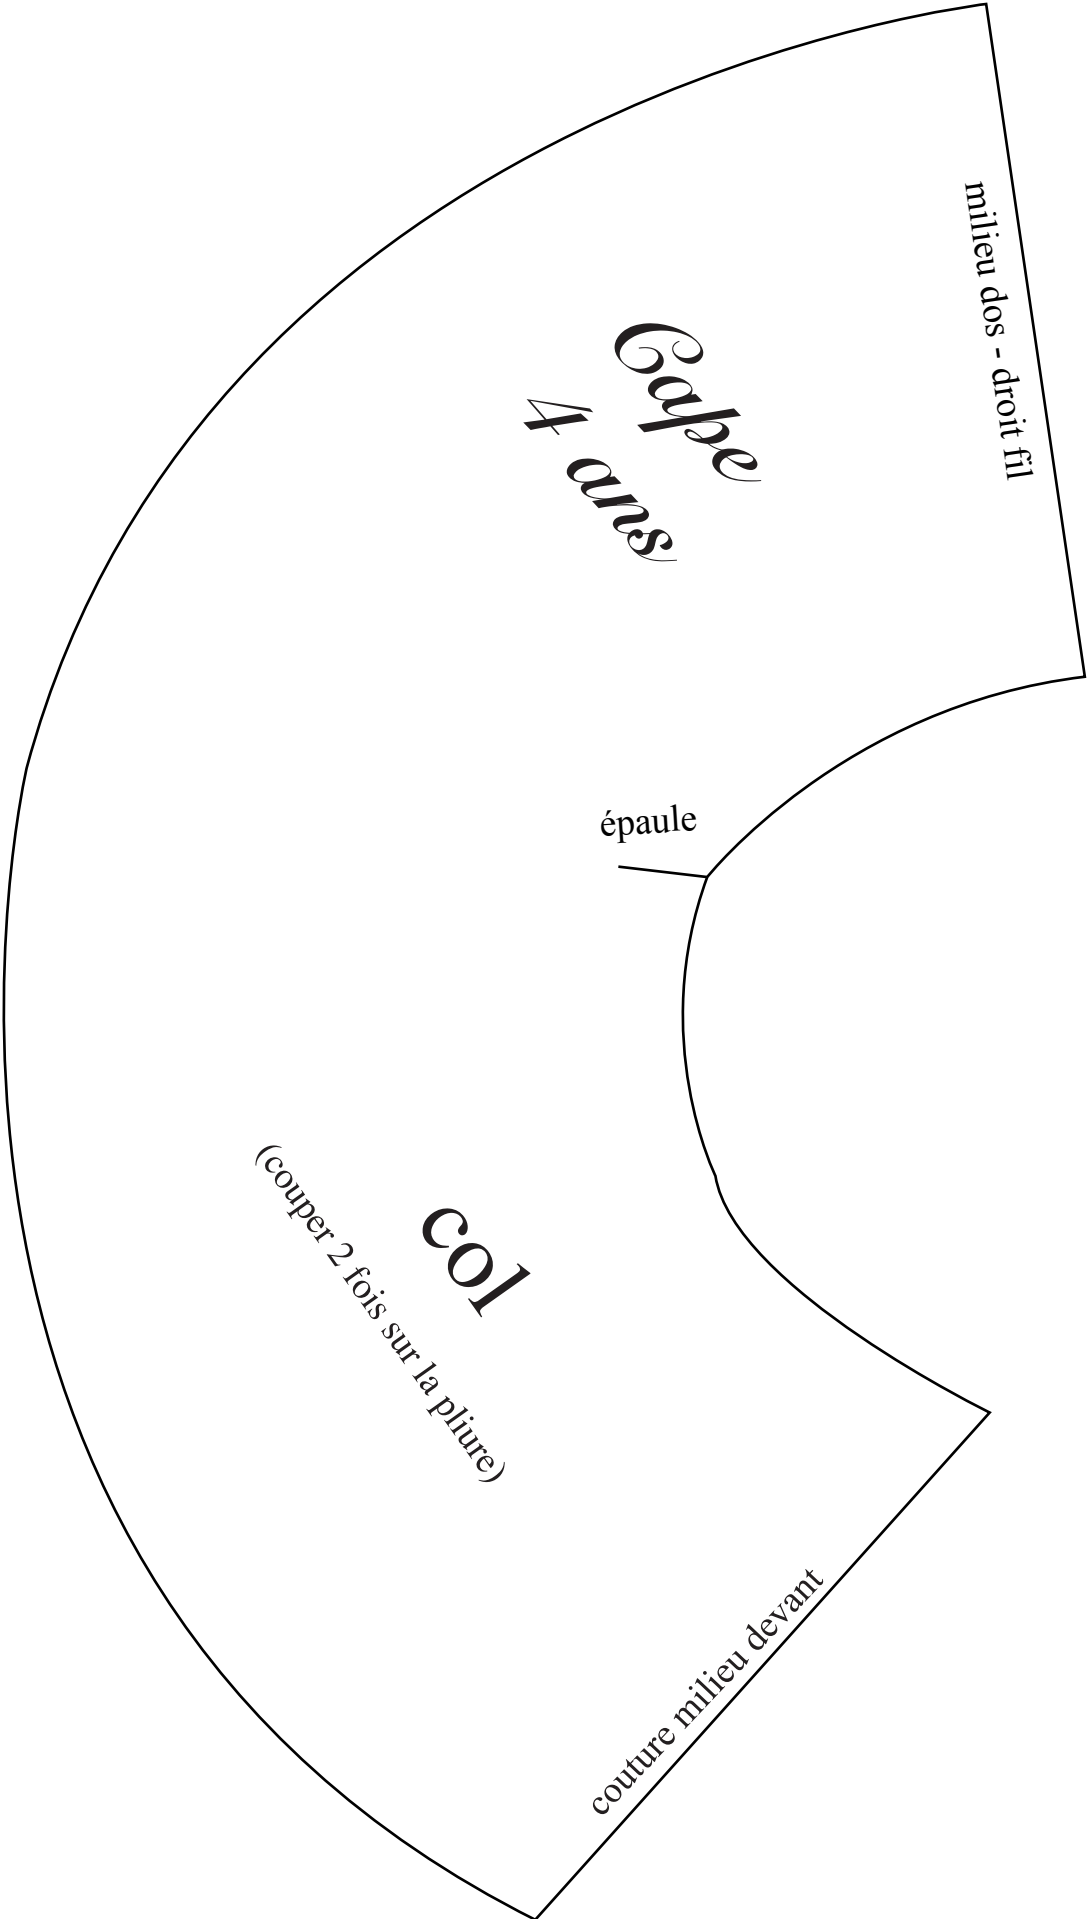 milieu dos - droit fil
Cape
4 ans
épaule
col
(couper 2 fois sur la pliure)
couture milieu devant